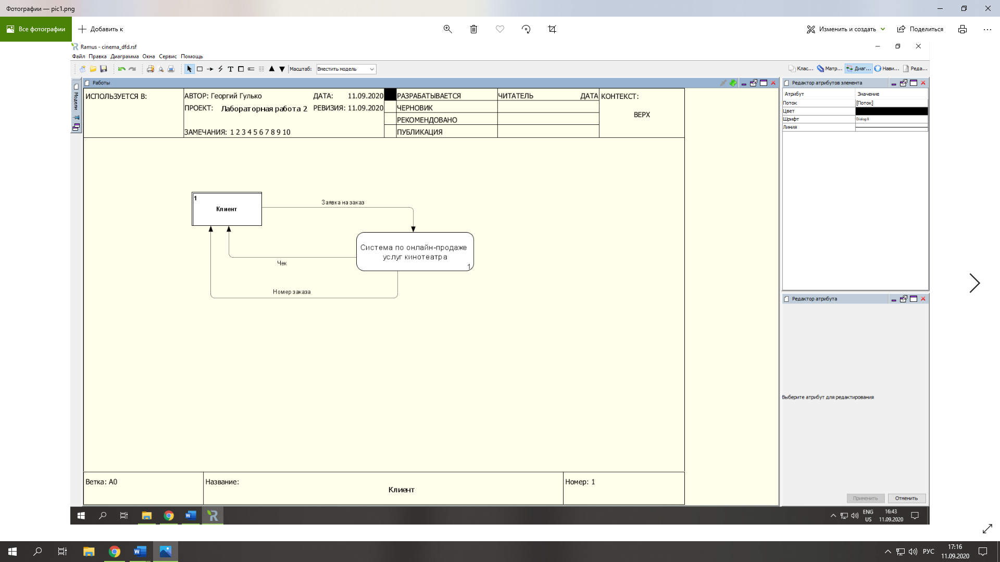 Фотографии — pic1.png
Все фотографии
Добавить к
Изменить и создать
Поделиться
Ramus - cinema_dfd.rsf
Файл Правка Диаграмма Окна Сервис Помощь
Масштаб: Вместить модель
Клас... Матр... Диаг... Нави... Реда...
Модели
Работы
ИСПОЛЬЗУЕТСЯ В:
АВТОР: Георгий Гулько
ДАТА: 11.09.2020
ПРОЕКТ: Лабораторная работа 2
РЕВИЗИЯ: 11.09.2020
ЗАМЕЧАНИЯ: 1 2 3 4 5 6 7 8 9 10
РАЗРАБАТЫВАЕТСЯ
ЧЕРНОВИК
РЕКОМЕНДОВАНО
ПУБЛИКАЦИЯ
ЧИТАТЕЛЬ ДАТА
КОНТЕКСТ:
ВЕРХ
1
Клиент
Заявка на заказ
Система по онлайн-продаже
услуг кинотеатра
1
Чек
Номер заказа
Ветка: A0
Название:
Клиент
Номер: 1
Редактор атрибутов элемента
Атрибут Значение
Поток [Поток]
Цвет
Шрифт Dialog 8
Линия
Редактор атрибута
Выберите атрибут для редактирования
Применить Отменить
ENG
US
16:43
11.09.2020
РУС
17:16
11.09.2020